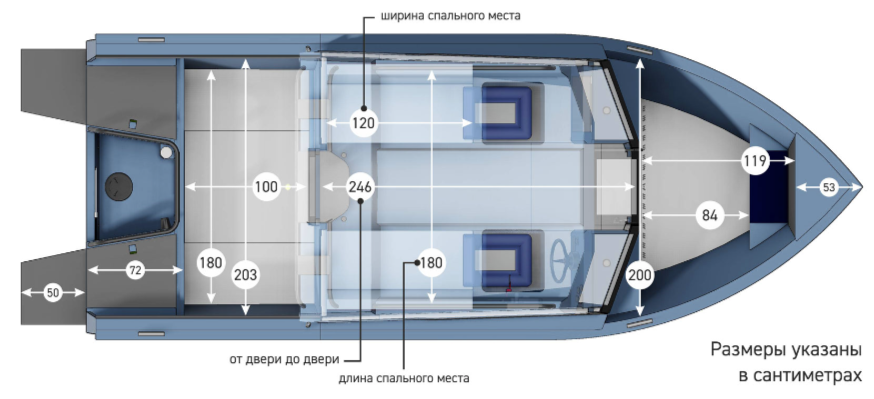 ширина спального места
120
119
100
246
53
84
180
203
180
200
72
50
от двери до двери
длина спального места
Размеры указаны
в сантиметрах